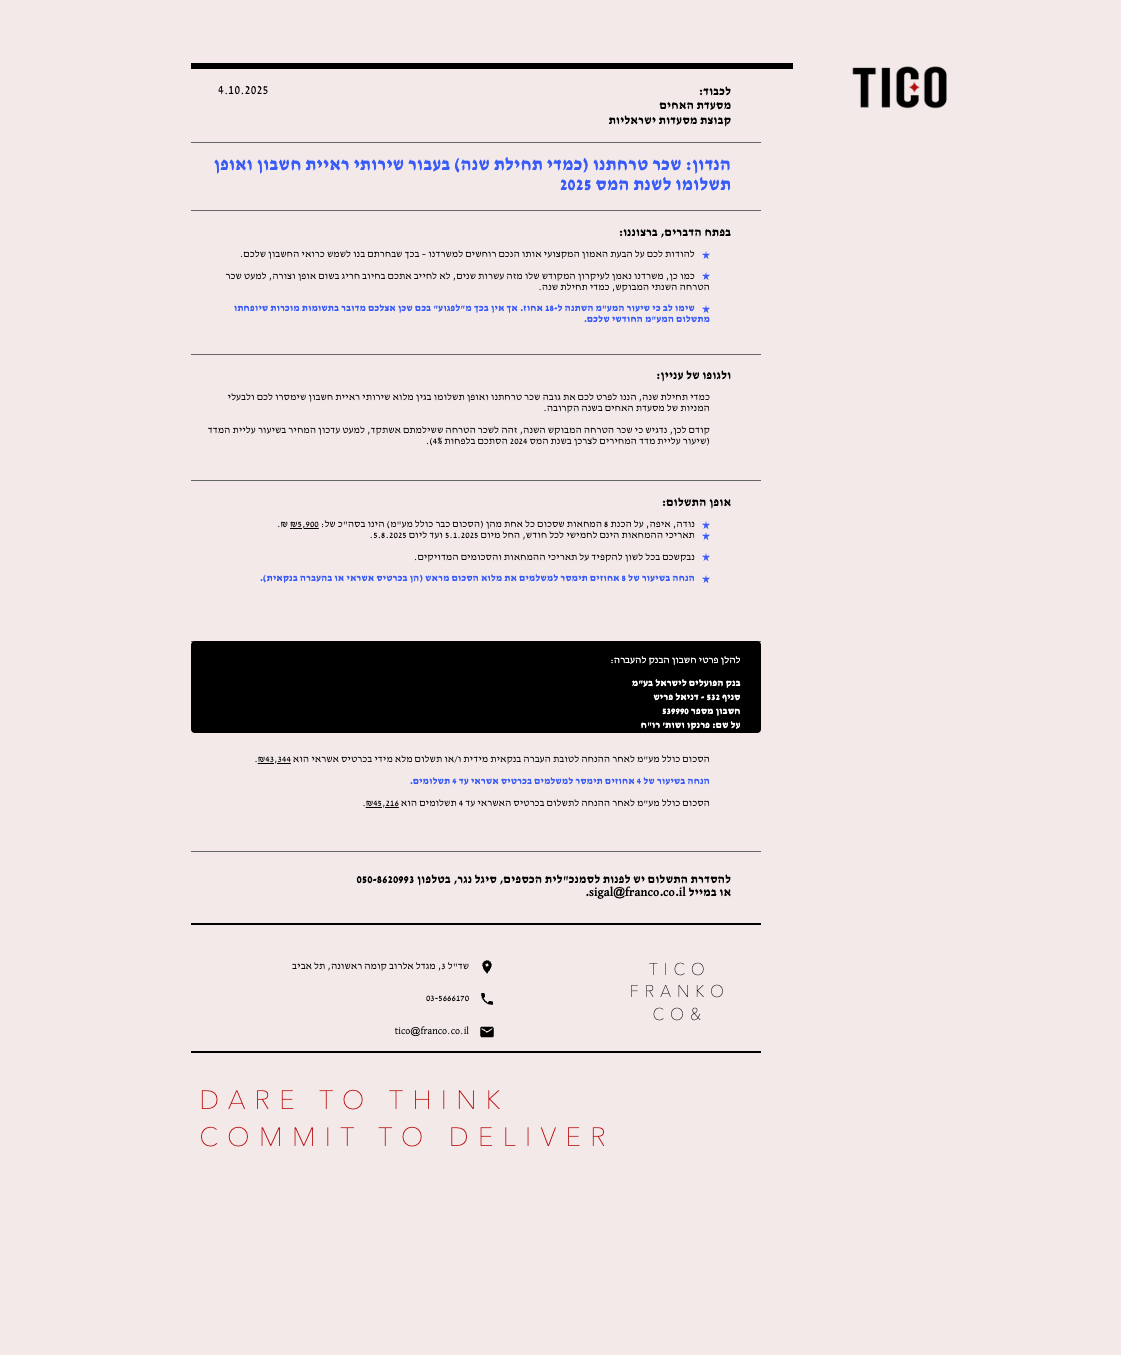 TICO
4.10.2025
לכבוד:
מסעדת האחים
קבוצת מסעדות ישראליות
הנדון: שכר טרחתנו (כמדי תחילת שנה) בעבור שירותי ראיית חשבון ואופן
תשלומו לשנת המס 2025
בפתח הדברים, ברצוננו:
להודות לכם על הבעת האמון המקצועי אותו הנכם רוחשים למשרדנו - בכך שבחרתם בנו לשמש כרואי החשבון שלכם.
כמו כן, משרדנו נאמן לעיקרון המקודש שלו מזה עשרות שנים, לא לחייב אתכם בחיוב חריג בשום אופן וצורה, למעט שכר
הטרחה השנתי המבוקש, כמדי תחילת שנה.
שימו לב כי שיעור המע"מ השתנה ל-18 אחוז. אך אין בכך מ"לפגוע" בכם שכן אצלכם מדובר בתשומות מוכרות שיופחתו
מתשלום המע"מ החודשי שלכם.
ולגופו של עניין:
כמדי תחילת שנה, הננו לפרט לכם את גובה שכר טרחתנו ואופן תשלומו בגין מלוא שירותי ראיית חשבון שימסרו לכם ולבעלי
המניות של מסעדת האחים בשנה הקרובה.
קודם לכן, נדגיש כי שכר הטרחה המבוקש השנה, זהה לשכר הטרחה ששילמתם אשתקד, למעט עדכון המחיר בשיעור עליית המדד
(שיעור עליית מדד המחירים לצרכן בשנת המס 2024 הסתכם בלפחות 4%).
אופן התשלום:
נודה, איפה, על הכנת 8 המחאות שסכום כל אחת מהן (הסכום כבר כולל מע"מ) הינו בסה"כ של: ₪5,900 ₪.
תאריכי ההמחאות הינם לחמישי לכל חודש, החל מיום 5.1.2025 ועד ליום 5.8.2025.
נבקשכם בכל לשון להקפיד על תאריכי ההמחאות והסכומים המדויקים.
הנחה בשיעור של 8 אחוזים תימסר למשלמים את מלוא הסכום מראש (הן בכרטיס אשראי או בהעברה בנקאית).
להלן פרטי חשבון הבנק להעברה:
בנק הפועלים לישראל בע"מ
סניף 532 - דניאל פריש
חשבון מספר 539990
על שם: פרנקו ושות' רו"ח
הסכום כולל מע"מ לאחר ההנחה לטובת העברה בנקאית מידית ו/או תשלום מלא מידי בכרטיס אשראי הוא ₪43,344.
הנחה בשיעור של 4 אחוזים תימסר למשלמים בכרטיס אשראי עד 4 תשלומים.
הסכום כולל מע"מ לאחר ההנחה לתשלום בכרטיס האשראי עד 4 תשלומים הוא ₪45,216.
להסדרת התשלום יש לפנות לסמנכ"לית הכספים, סיגל נגר, בטלפון 050-8620993
או במייל sigal@franco.co.il.
TICO
FRANKO
CO&
שד"ל 3, מגדל אלרוב קומה ראשונה, תל אביב
03-5666170
tico@franco.co.il
DARE TO THINK
COMMIT TO DELIVER